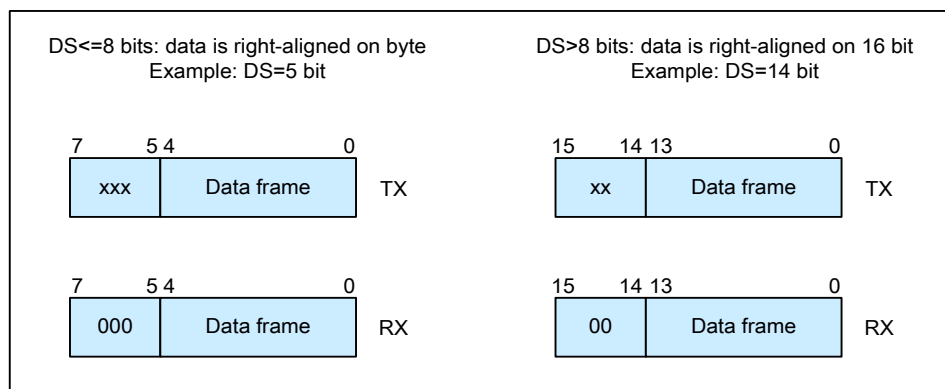 DS<=8 bits: data is right-aligned on byte
Example: DS=5 bit
DS>8 bits: data is right-aligned on 16 bit
Example: DS=14 bit
7 5 4 0
xxx Data frame TX
15 14 13 0
xx Data frame TX
7 5 4 0
000 Data frame RX
15 14 13 0
00 Data frame RX